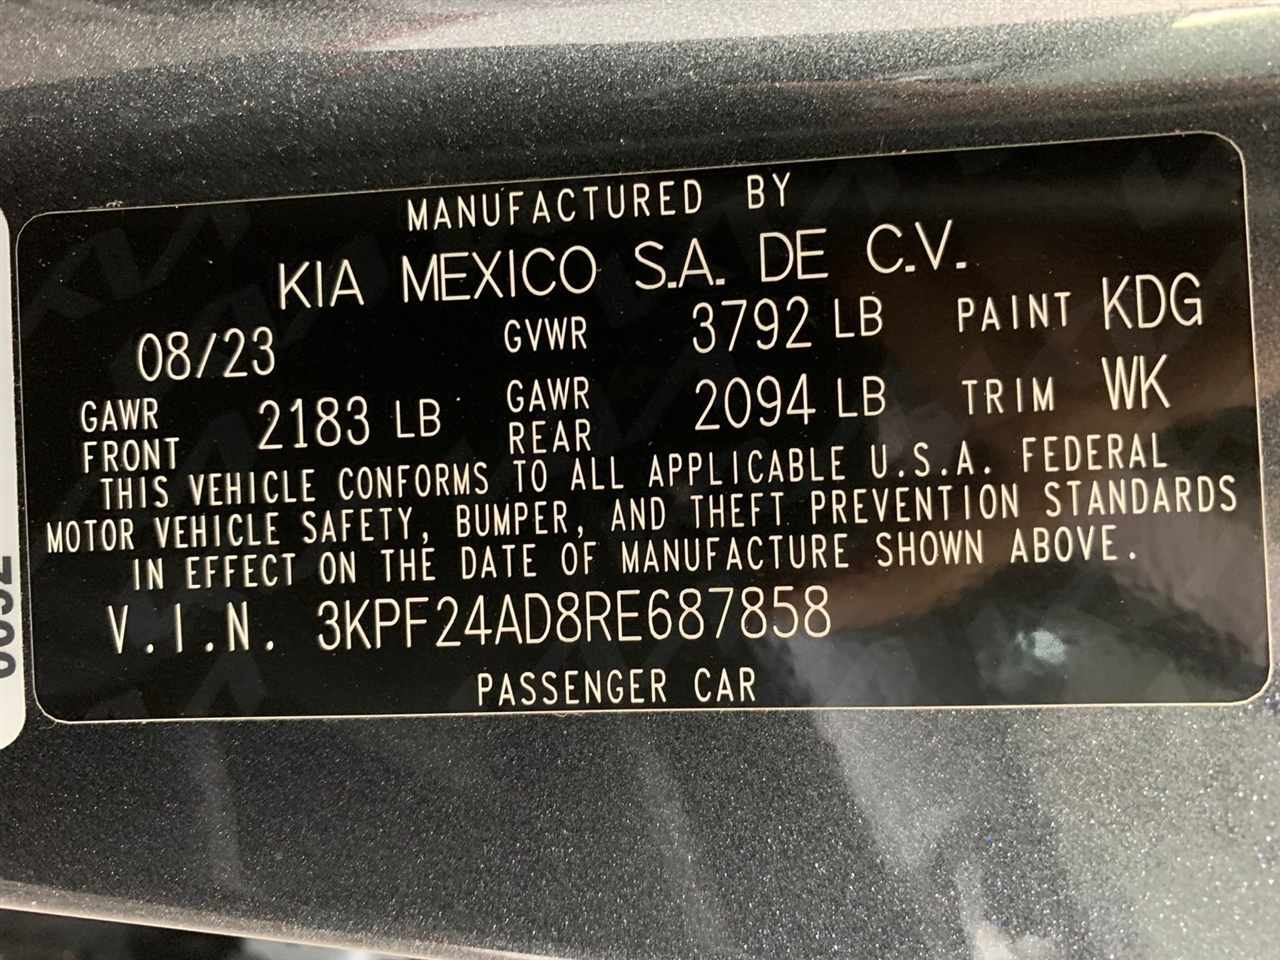 MANUFACTURED BY
KIA MEXICO S.A. DE C.V.
08/23 GVWR 3792 LB PAINT KDG
GAWR FRONT 2183 LB GAWR REAR 2094 LB TRIM WK
THIS VEHICLE CONFORMS TO ALL APPLICABLE U.S.A. FEDERAL
MOTOR VEHICLE SAFETY, BUMPER, AND THEFT PREVENTION STANDARDS
IN EFFECT ON THE DATE OF MANUFACTURE SHOWN ABOVE.
V.I.N. 3KPF24AD8RE687858
PASSENGER CAR